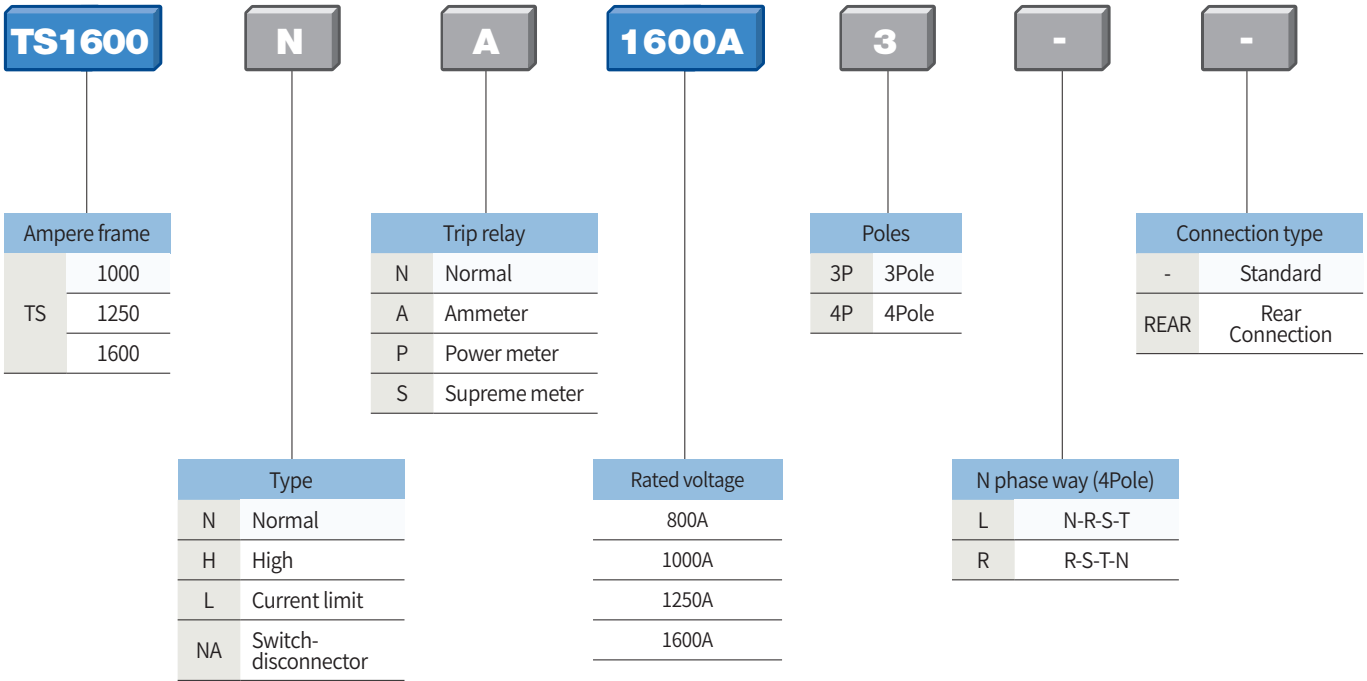 TS1600 N A 1600A 3 - -
Ampere frame
TS
1000
1250
1600
Trip relay
N Normal
A Ammeter
P Power meter
S Supreme meter
Poles
3P 3Pole
4P 4Pole
Connection type
- Standard
REAR Rear
Connection
Type
N Normal
H High
L Current limit
NA Switch-
disconnector
Rated voltage
800A
1000A
1250A
1600A
N phase way (4Pole)
L N-R-S-T
R R-S-T-N